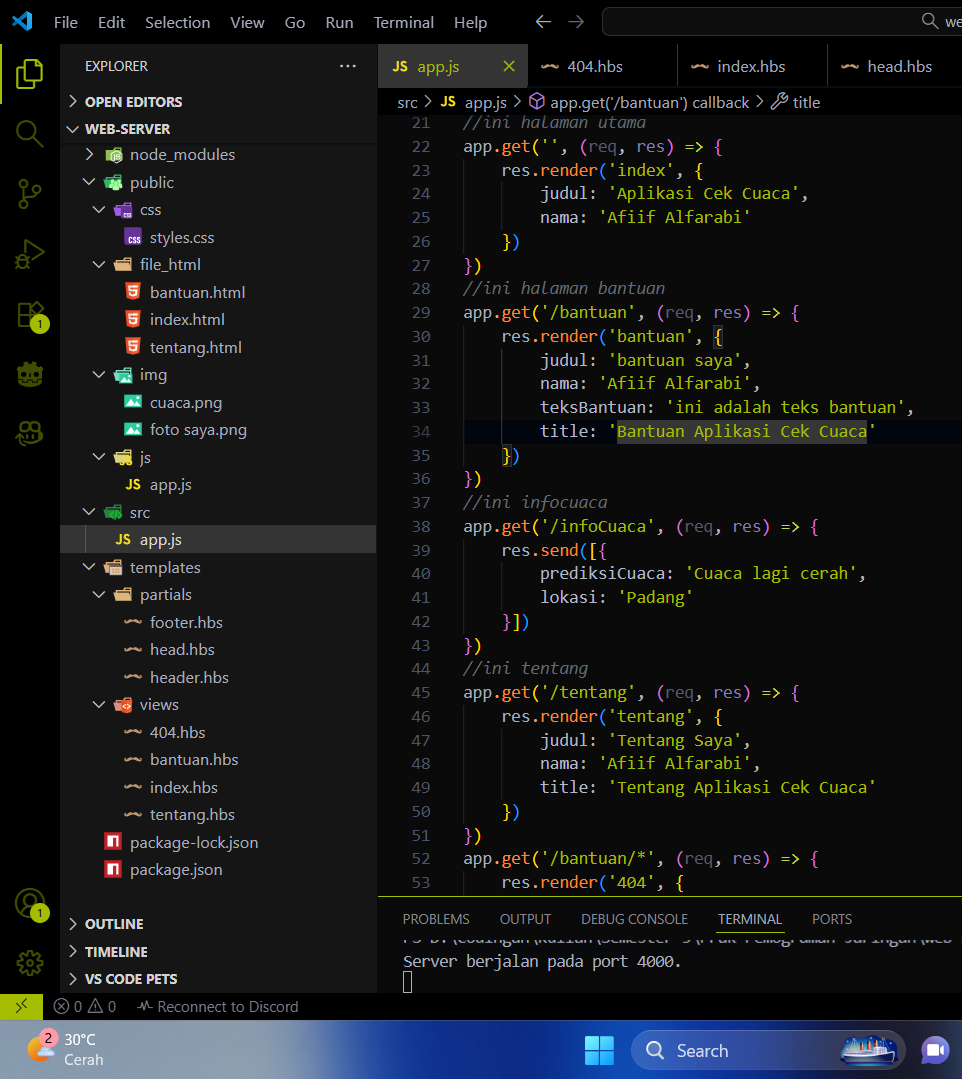 File Edit Selection View Go Run Terminal Help
we
EXPLORER
OPEN EDITORS
WEB-SERVER
node_modules
public
css
styles.css
file_html
bantuan.html
index.html
tentang.html
img
cuaca.png
foto saya.png
js
JS app.js
src
JS app.js
templates
partials
footer.hbs
head.hbs
header.hbs
views
404.hbs
bantuan.hbs
index.hbs
tentang.hbs
package-lock.json
package.json
OUTLINE
TIMELINE
VS CODE PETS
JS app.js 404.hbs index.hbs head.hbs
src > JS app.js > app.get('/bantuan') callback > title
21 //ini halaman utama
22 app.get('', (req, res) => {
23 res.render('index', {
24 judul: 'Aplikasi Cek Cuaca',
25 nama: 'Afiif Alfarabi'
26 })
27 })
28 //ini halaman bantuan
29 app.get('/bantuan', (req, res) => {
30 res.render('bantuan', {
31 judul: 'bantuan saya',
32 nama: 'Afiif Alfarabi',
33 teksBantuan: 'ini adalah teks bantuan',
34 title: 'Bantuan Aplikasi Cek Cuaca'
35 })
36 })
37 //ini infocuaca
38 app.get('/infoCuaca', (req, res) => {
39 res.send([{
40 prediksiCuaca: 'Cuaca lagi cerah',
41 lokasi: 'Padang'
42 }])
43 })
44 //ini tentang
45 app.get('/tentang', (req, res) => {
46 res.render('tentang', {
47 judul: 'Tentang Saya',
48 nama: 'Afiif Alfarabi',
49 title: 'Tentang Aplikasi Cek Cuaca'
50 })
51 })
52 app.get('/bantuan/*', (req, res) => {
53 res.render('404', {
PROBLEMS OUTPUT DEBUG CONSOLE TERMINAL PORTS
Server berjalan pada port 4000.
1
1
0 0 Reconnect to Discord
2
30°C
Cerah
Search